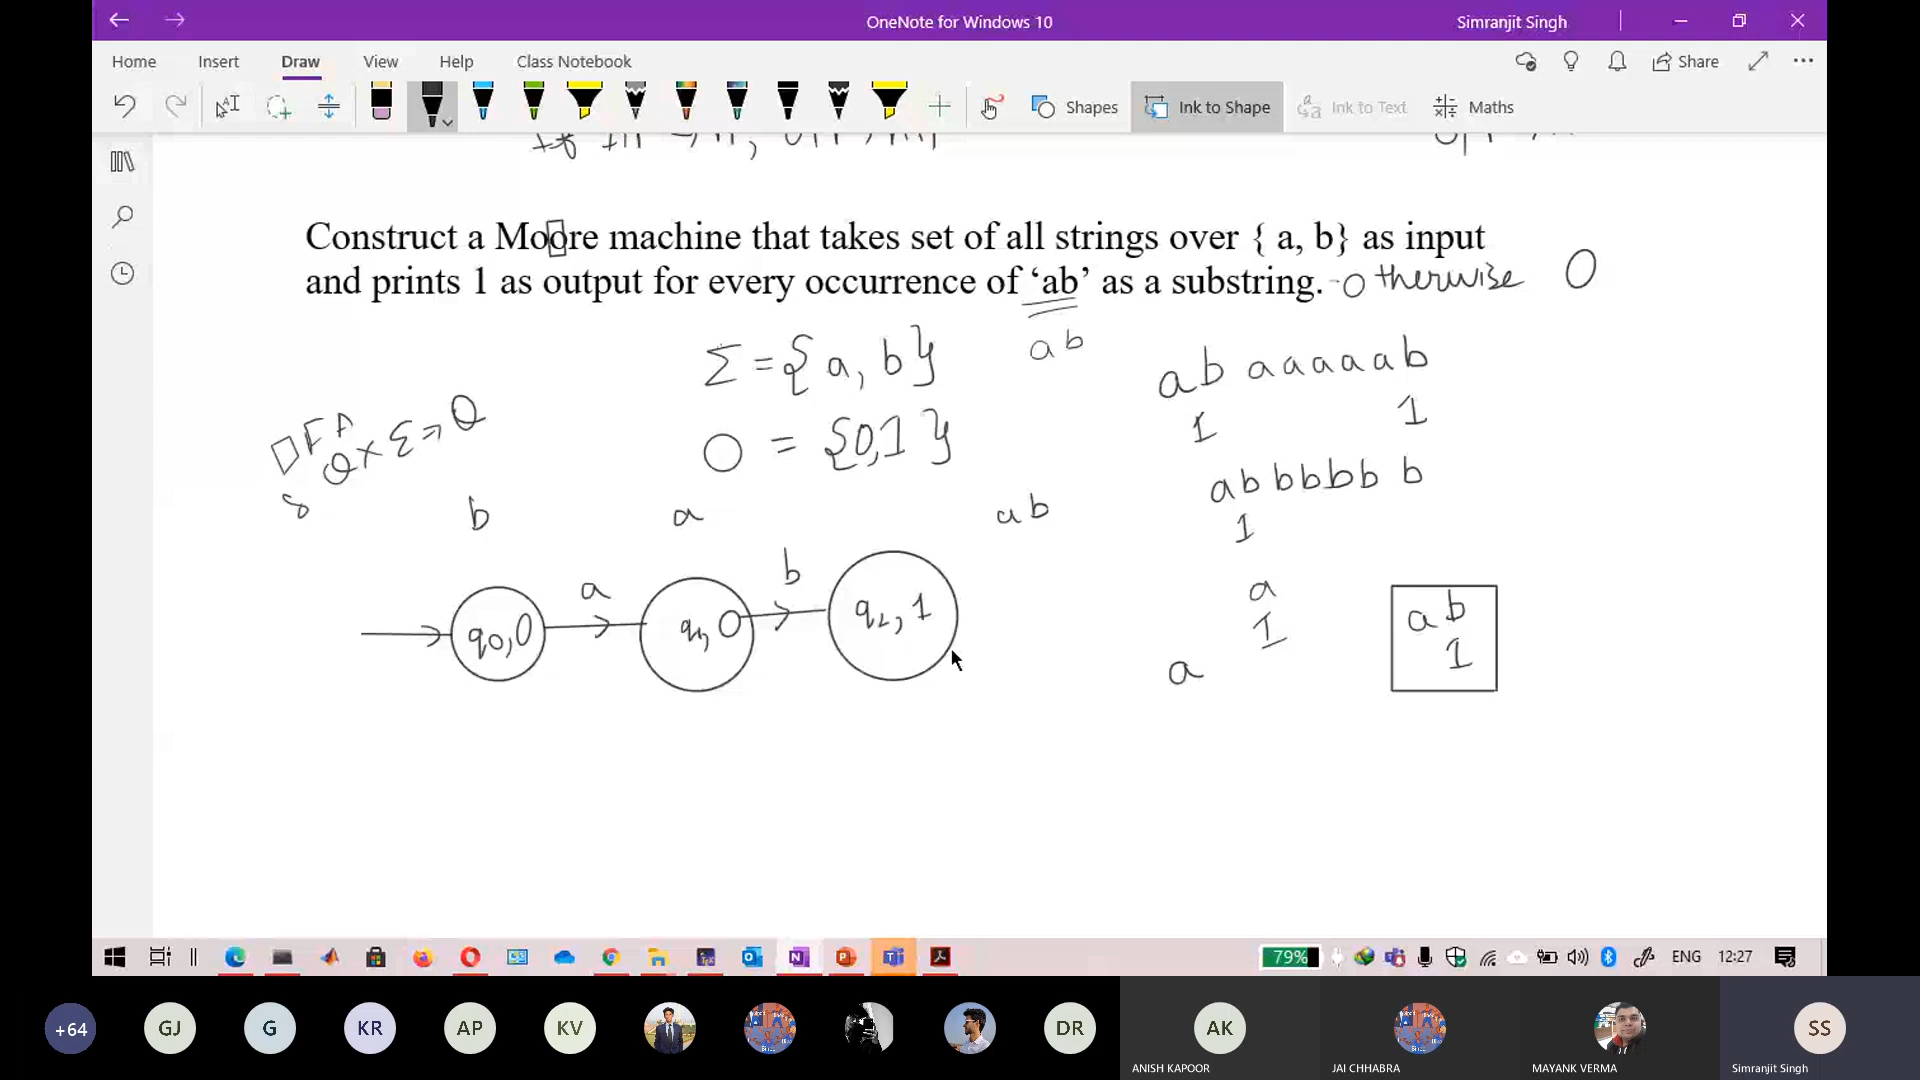 OneNote for Windows 10
Simranjit Singh
Home Insert Draw View Help Class Notebook
Share
Shapes
Ink to Shape
Ink to Text
Maths
Construct a Moore machine that takes set of all strings over { a, b} as input
and prints 1 as output for every occurrence of ‘ab’ as a substring. -otherwise 0
Σ = { a, b }
ab
ab aaaaab
1 1
DFA
Q × Σ → Q
O = {0,1}
abbbbb b
1
δ
b a ab
a b
q0,0 q1,0 q2,1
a
1
ab
1
a
79%
ENG
12:27
+64 GJ G KR AP KV DR AK SS
ANISH KAPOOR
JAI CHHABRA
MAYANK VERMA
Simranjit Singh